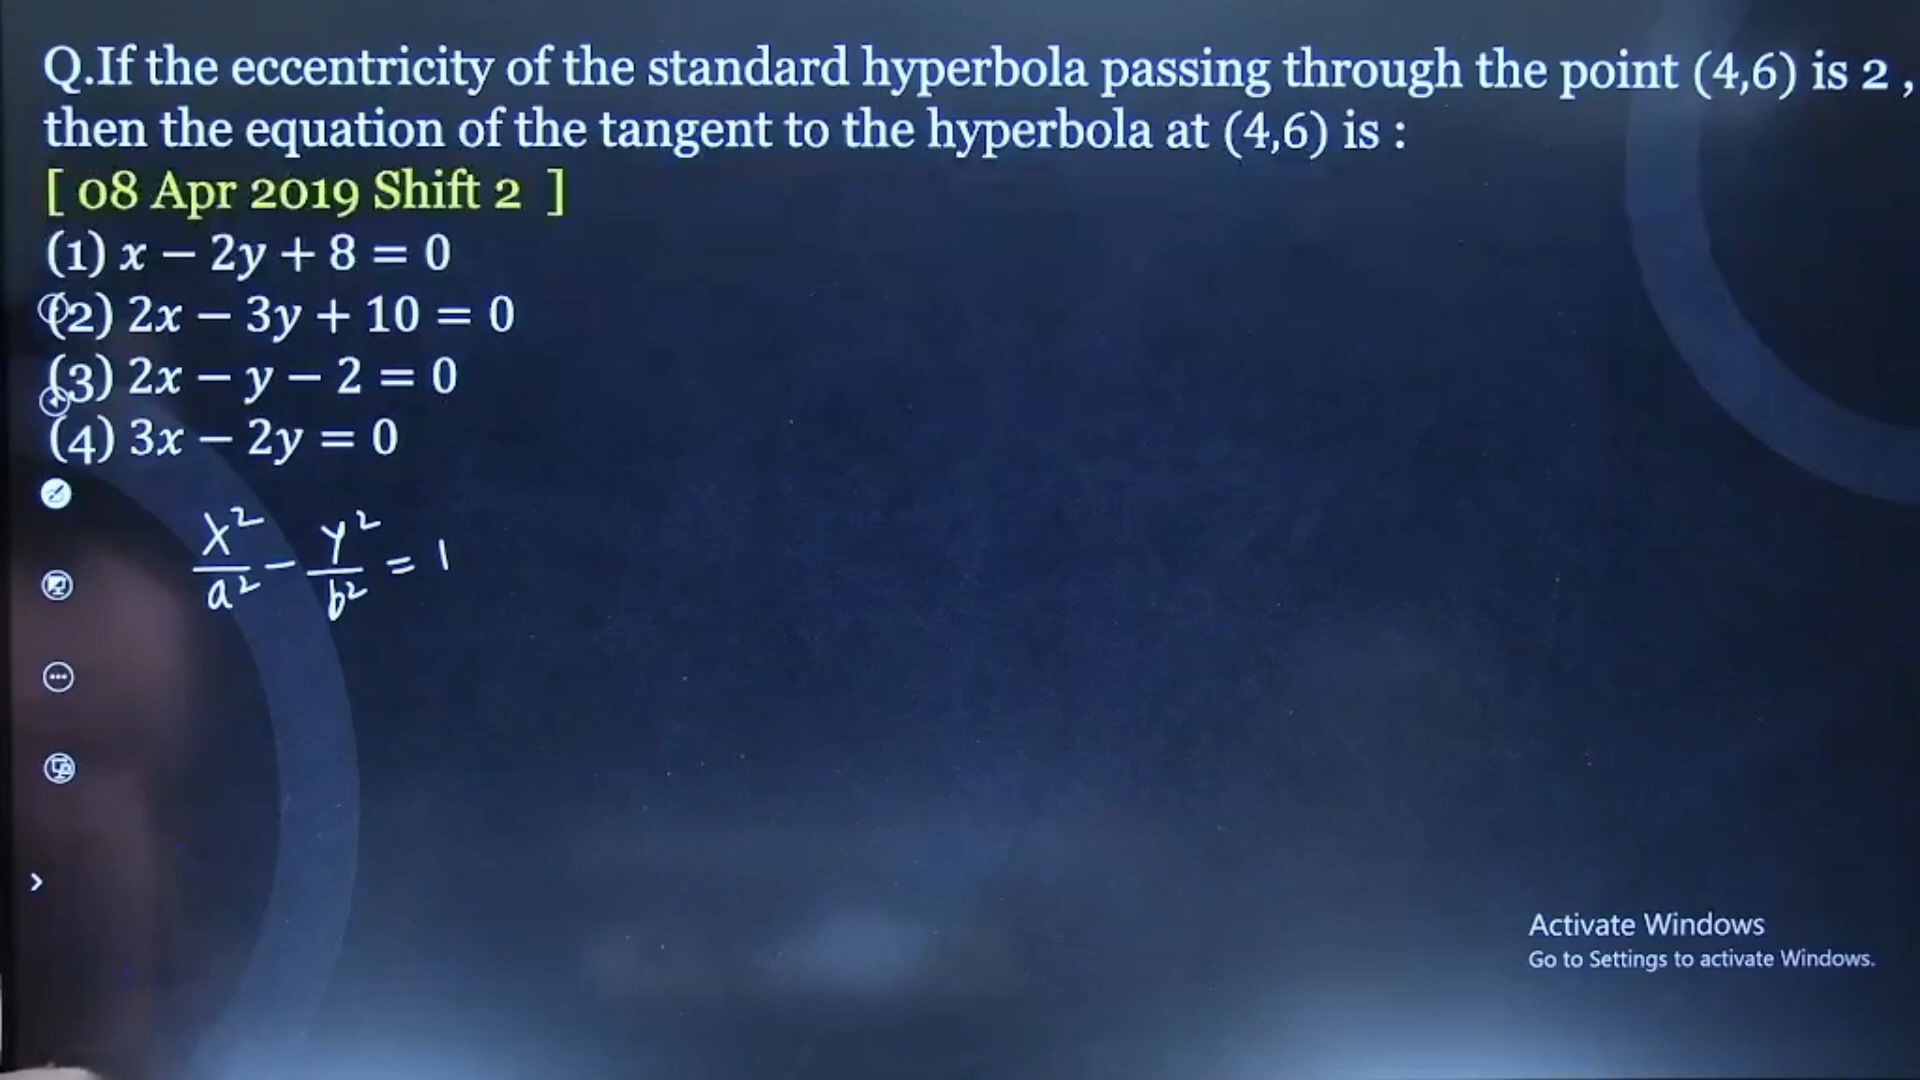 Q.If the eccentricity of the standard hyperbola passing through the point (4,6) is 2 ,
then the equation of the tangent to the hyperbola at (4,6) is :
[ 08 Apr 2019 Shift 2 ]
(1) x − 2y + 8 = 0
(2) 2x − 3y + 10 = 0
(3) 2x − y − 2 = 0
(4) 3x − 2y = 0
x²/a² − y²/b² = 1
Activate Windows
Go to Settings to activate Windows.